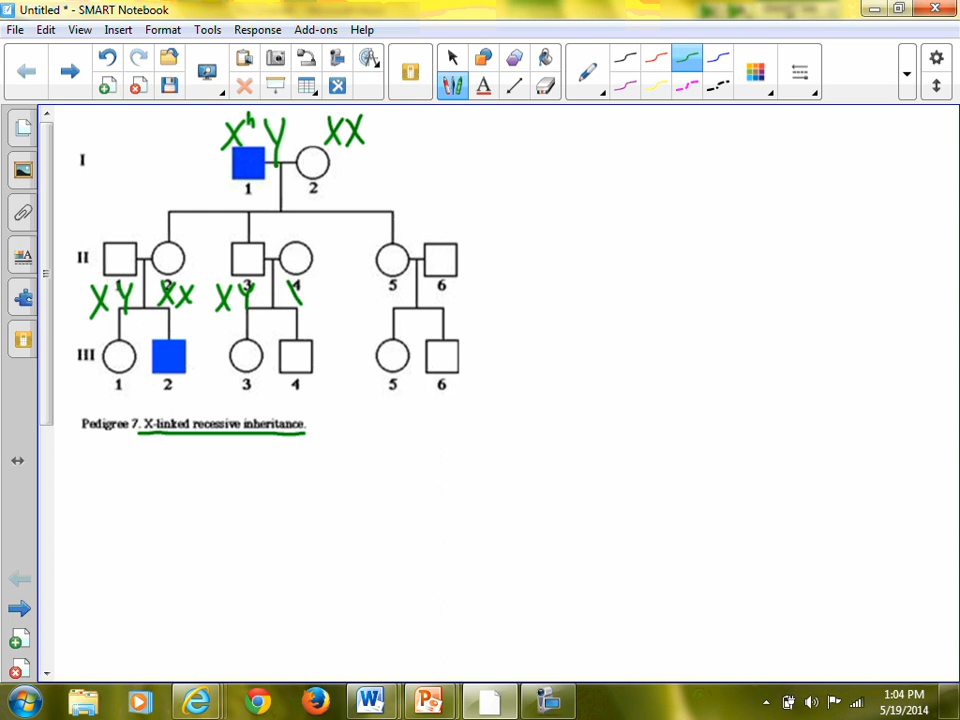 Untitled * - SMART Notebook
File Edit View Insert Format Tools Response Add-ons Help
XʰY XX
I
1 2
II
1 2 3 4 5 6
XY Xx XY
III
1 2 3 4 5 6
Pedigree 7. X-linked recessive inheritance.
1:04 PM
5/19/2014